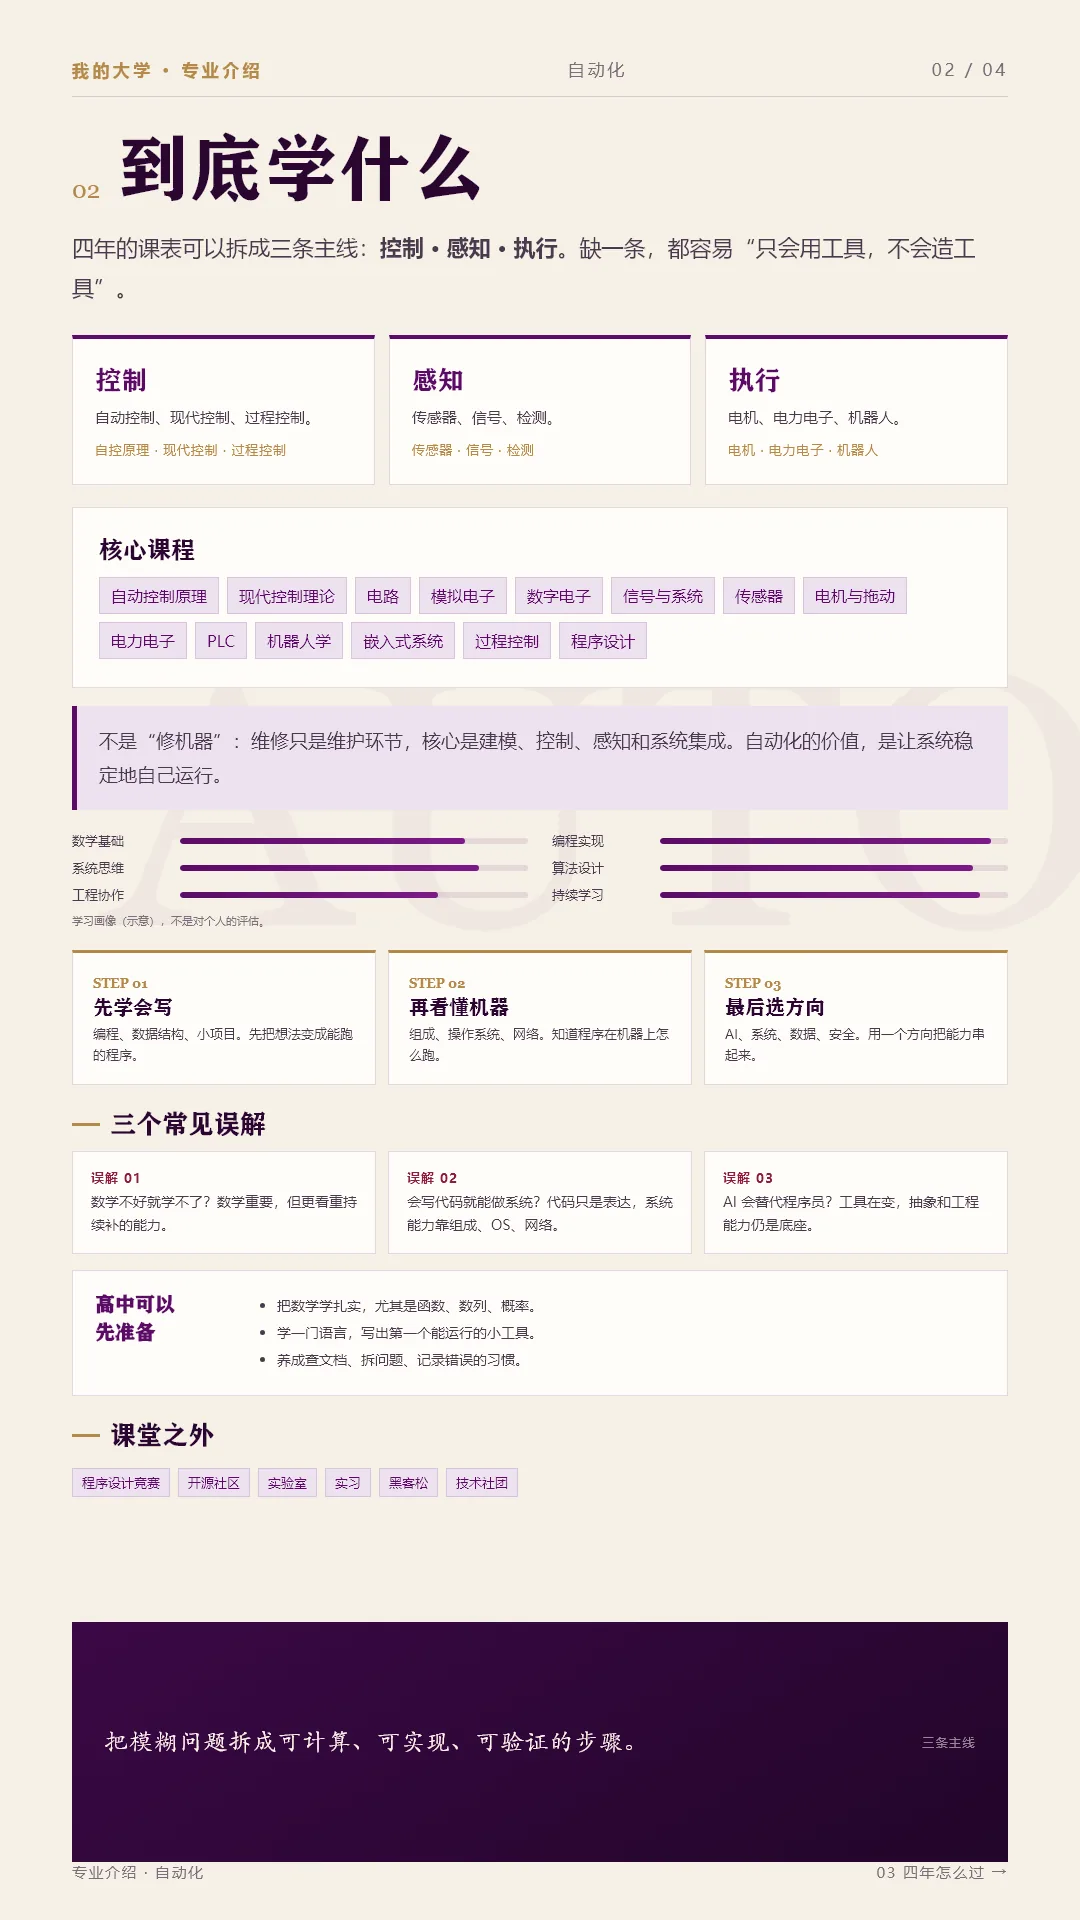 我的大学 · 专业介绍
自动化
02 / 04
02 到底学什么
四年的课表可以拆成三条主线：控制 · 感知 · 执行。缺一条，都容易“只会用工具，不会造工
具”。
控制
自动控制、现代控制、过程控制。
自控原理 · 现代控制 · 过程控制
感知
传感器、信号、检测。
传感器 · 信号 · 检测
执行
电机、电力电子、机器人。
电机 · 电力电子 · 机器人
核心课程
自动控制原理 现代控制理论 电路 模拟电子 数字电子 信号与系统 传感器 电机与拖动
电力电子 PLC 机器人学 嵌入式系统 过程控制 程序设计
AUTO
不是“修机器”：维修只是维护环节，核心是建模、控制、感知和系统集成。自动化的价值，是让系统稳
定地自己运行。
数学基础
编程实现
系统思维
算法设计
工程协作
持续学习
学习画像（示意），不是对个人的评估。
STEP 01
先学会写
编程、数据结构、小项目。先把想法变成能跑
的程序。
STEP 02
再看懂机器
组成、操作系统、网络。知道程序在机器上怎
么跑。
STEP 03
最后选方向
AI、系统、数据、安全。用一个方向把能力串
起来。
三个常见误解
误解 01
数学不好就学不了？数学重要，但更看重持
续补的能力。
误解 02
会写代码就能做系统？代码只是表达，系统
能力靠组成、OS、网络。
误解 03
AI 会替代程序员？工具在变，抽象和工程
能力仍是底座。
高中可以
先准备
• 把数学学扎实，尤其是函数、数列、概率。
• 学一门语言，写出第一个能运行的小工具。
• 养成查文档、拆问题、记录错误的习惯。
课堂之外
程序设计竞赛 开源社区 实验室 实习 黑客松 技术社团
把模糊问题拆成可计算、可实现、可验证的步骤。
三条主线
专业介绍 · 自动化
03 四年怎么过 →